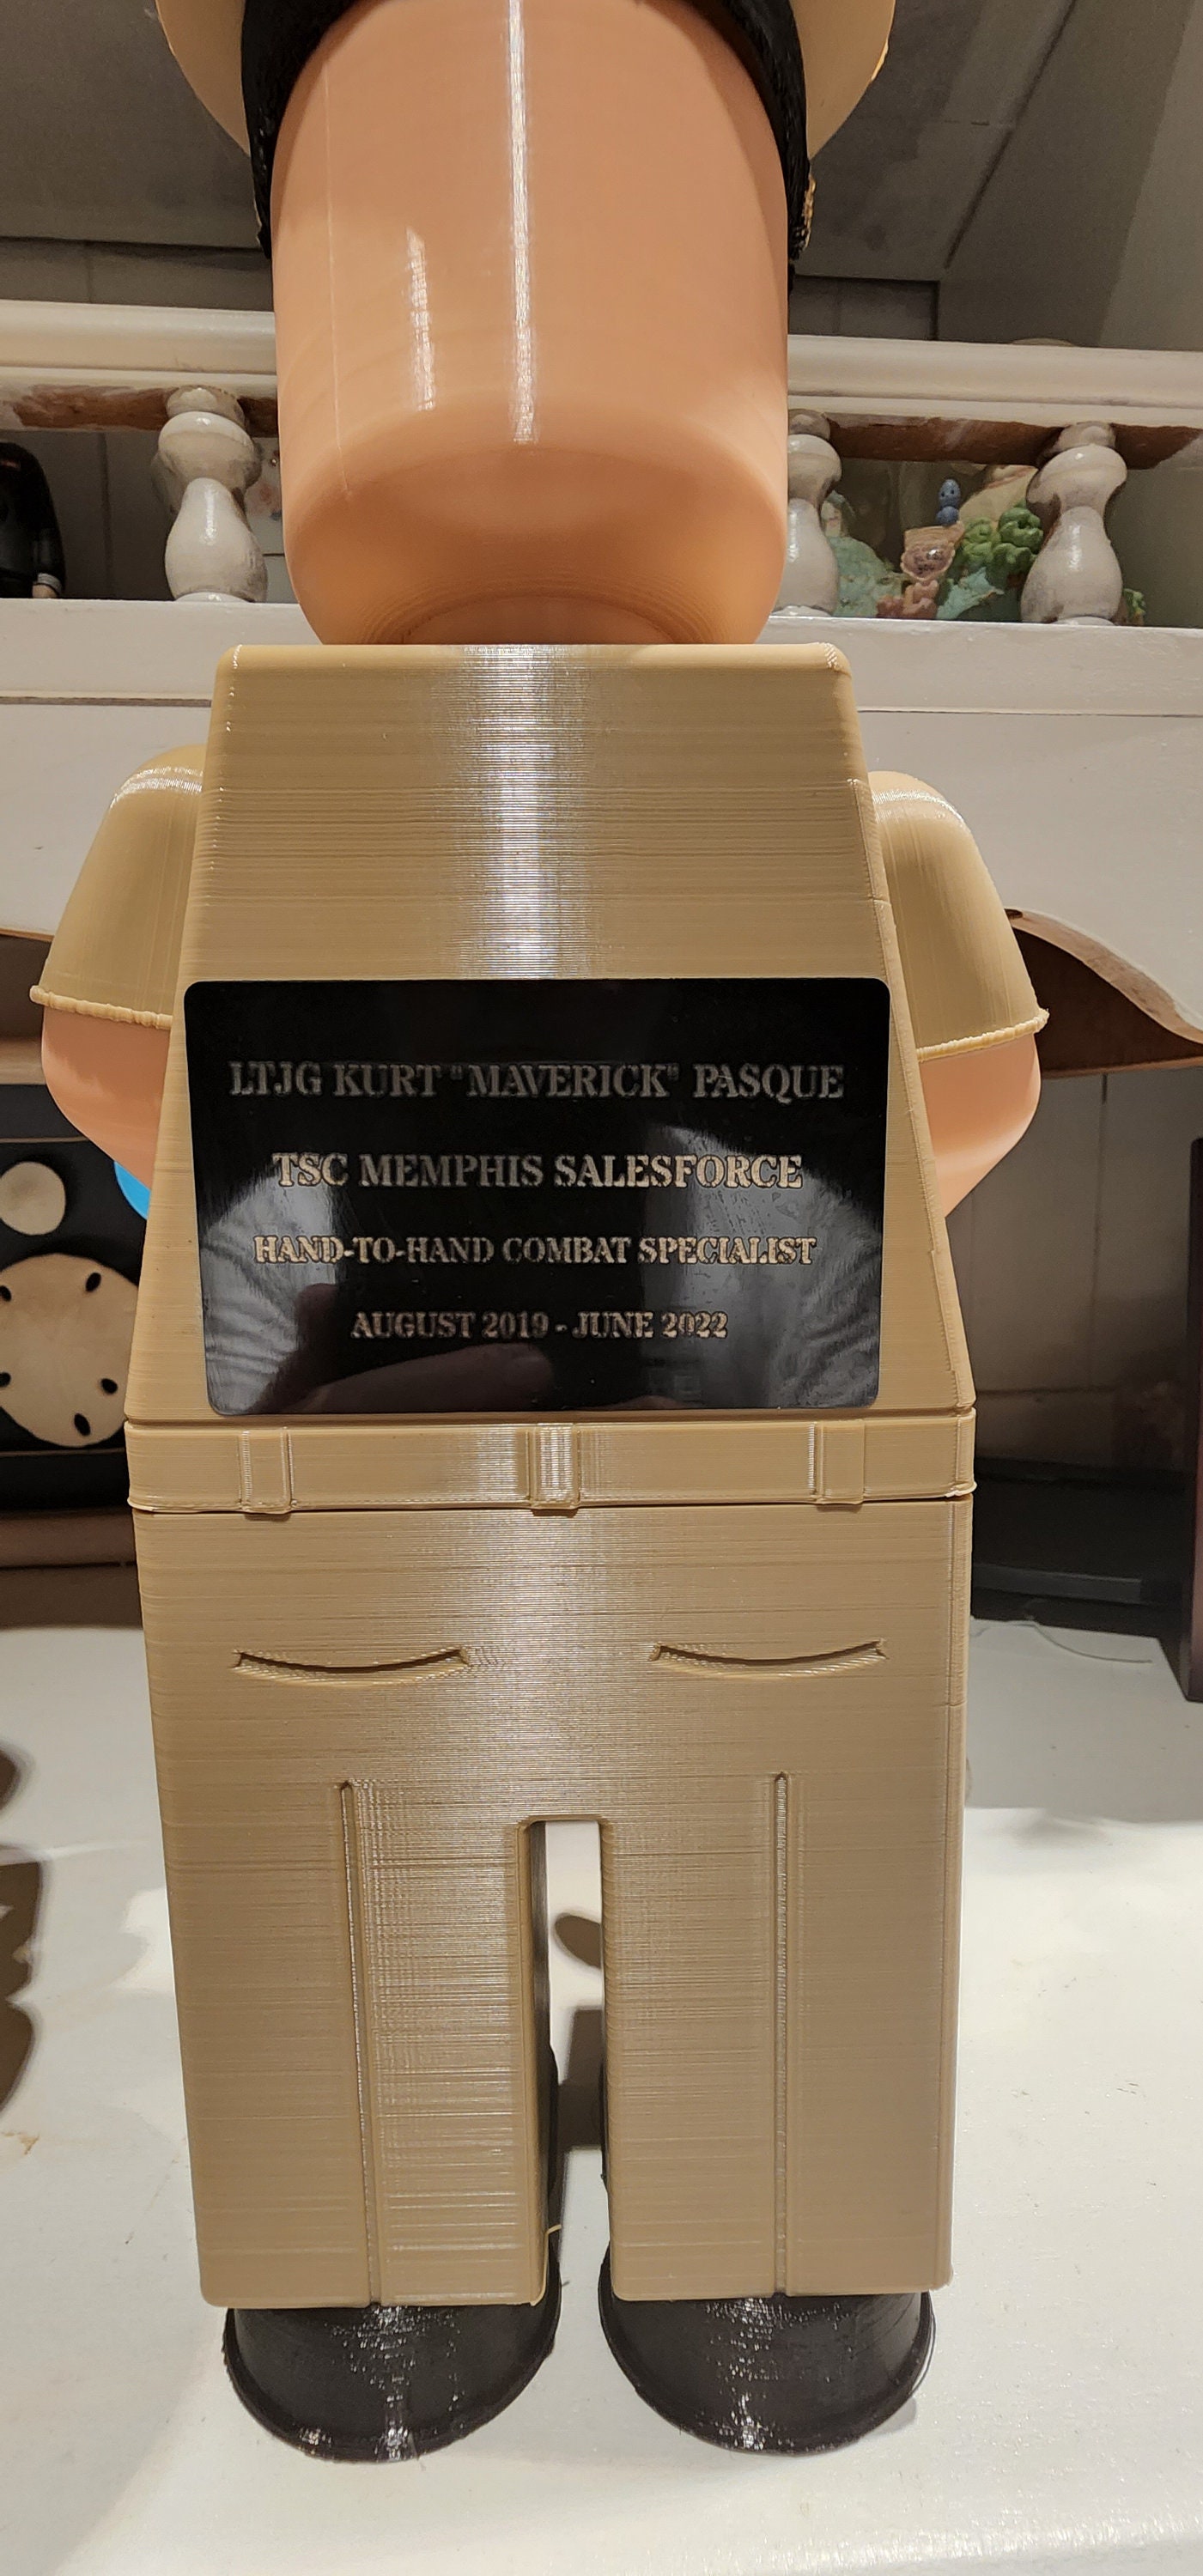 LTJG KURT "MAVERICK" PASQUE
TSC MEMPHIS SALESFORCE
HAND-TO-HAND COMBAT SPECIALIST
AUGUST 2019 - JUNE 2022